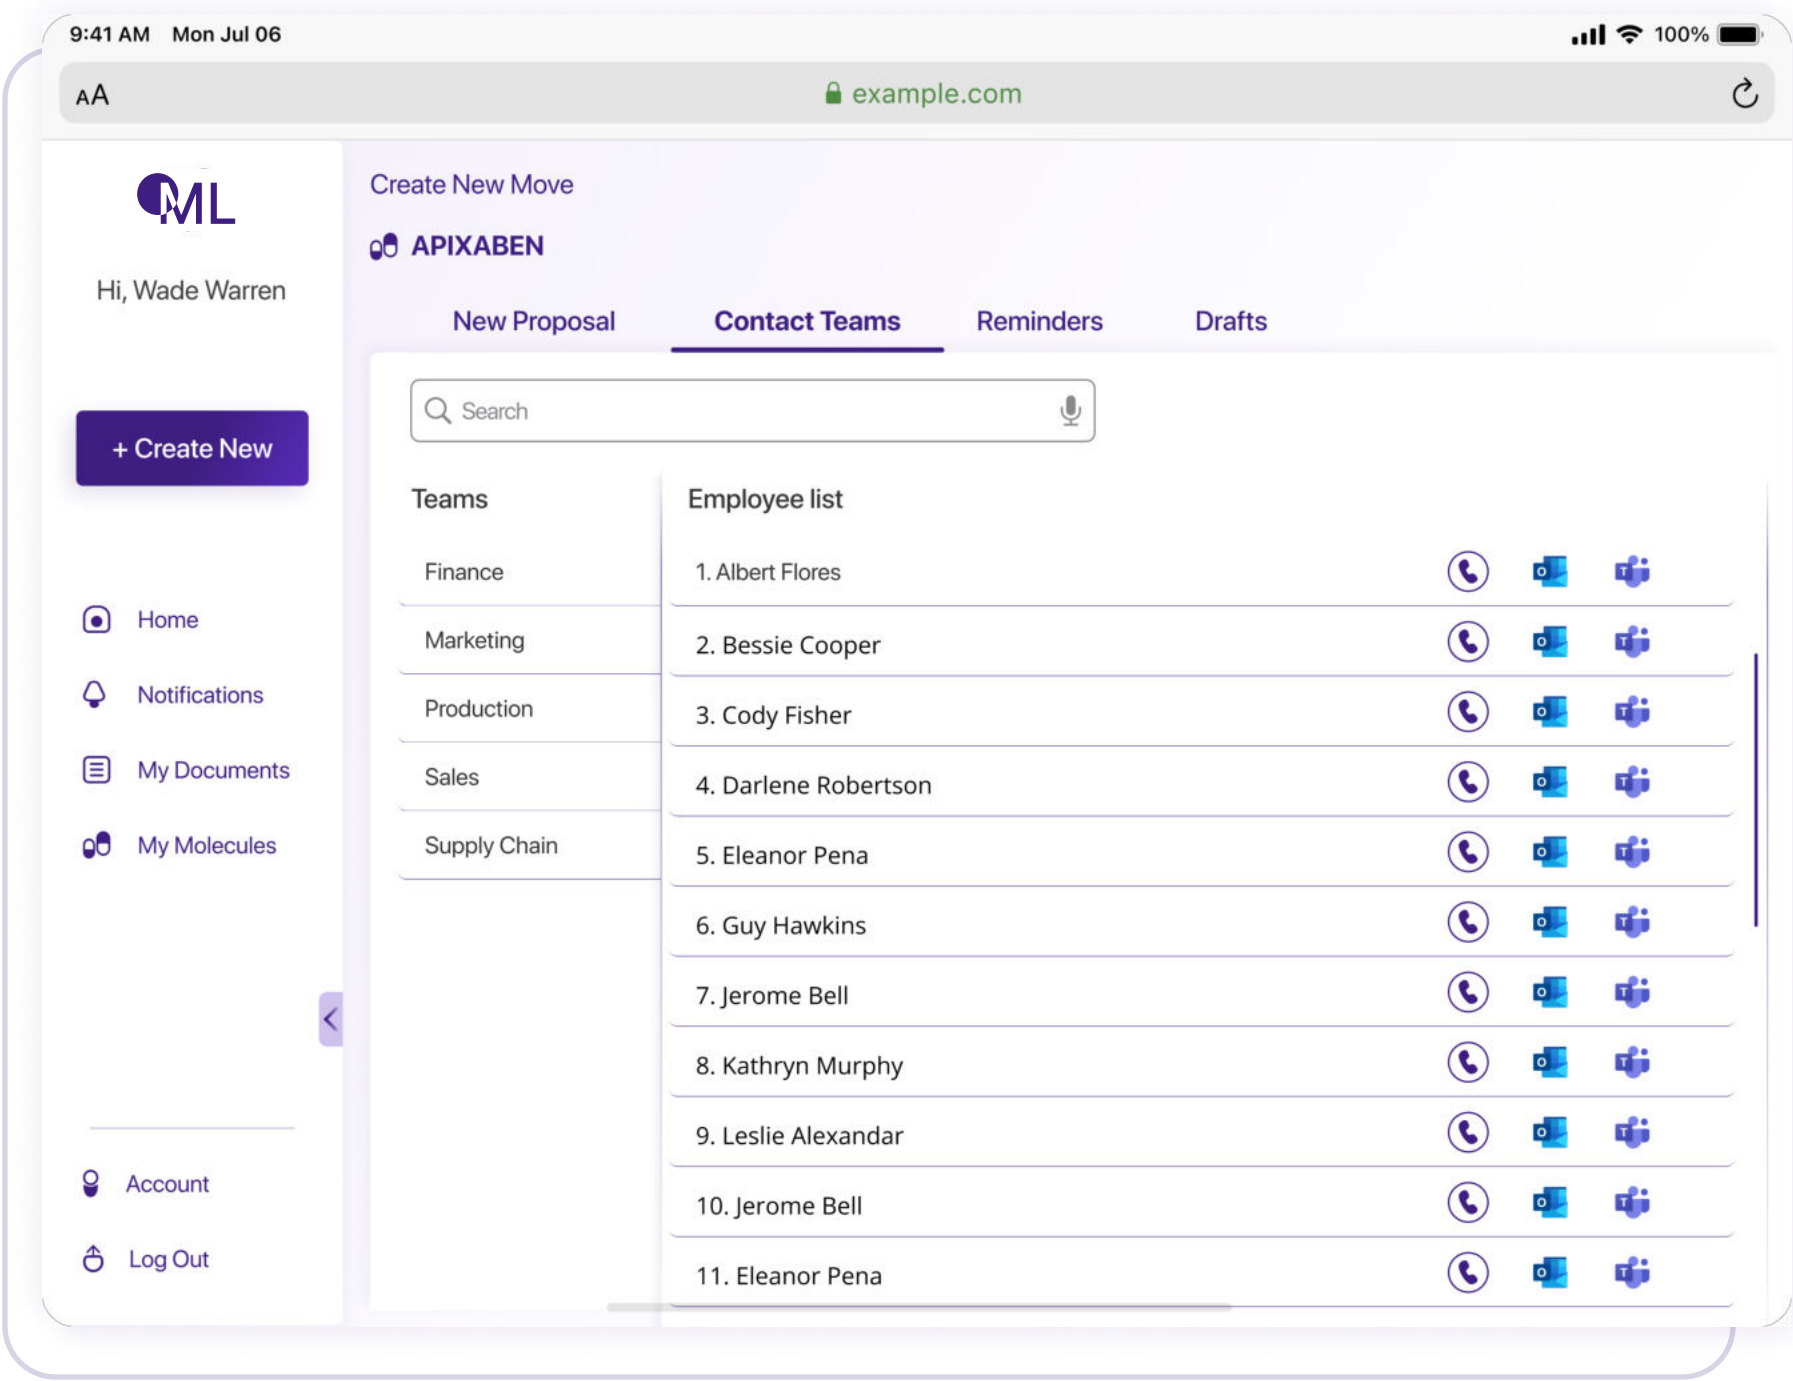 9:41 AM Mon Jul 06
100%
AA
example.com
ML
Hi, Wade Warren
+ Create New
Home
Notifications
My Documents
My Molecules
Account
Log Out
Create New Move
APIXABEN
New Proposal
Contact Teams
Reminders
Drafts
Search
Teams
Finance
Marketing
Production
Sales
Supply Chain
Employee list
1. Albert Flores
2. Bessie Cooper
3. Cody Fisher
4. Darlene Robertson
5. Eleanor Pena
6. Guy Hawkins
7. Jerome Bell
8. Kathryn Murphy
9. Leslie Alexandar
10. Jerome Bell
11. Eleanor Pena